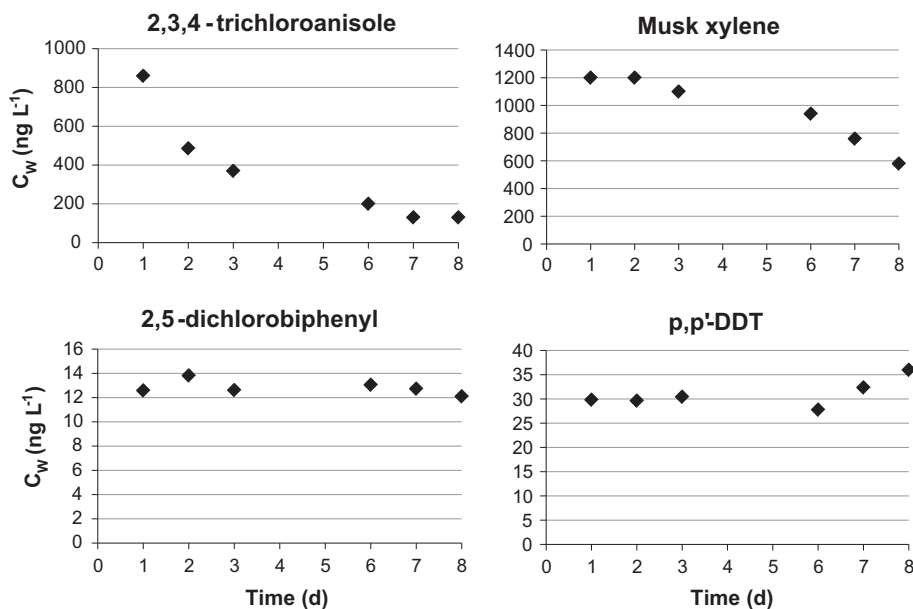 2,3,4 - trichloroanisole
1000
800
600
400
200
0
C_W (ng L⁻¹)
0 1 2 3 4 5 6 7 8
Musk xylene
1400
1200
1000
800
600
400
200
0
0 1 2 3 4 5 6 7 8
2,5 -dichlorobiphenyl
16
14
12
10
8
6
4
2
0
C_W (ng L⁻¹)
0 1 2 3 4 5 6 7 8
Time (d)
p,p'-DDT
40
35
30
25
20
15
10
5
0
0 1 2 3 4 5 6 7 8
Time (d)